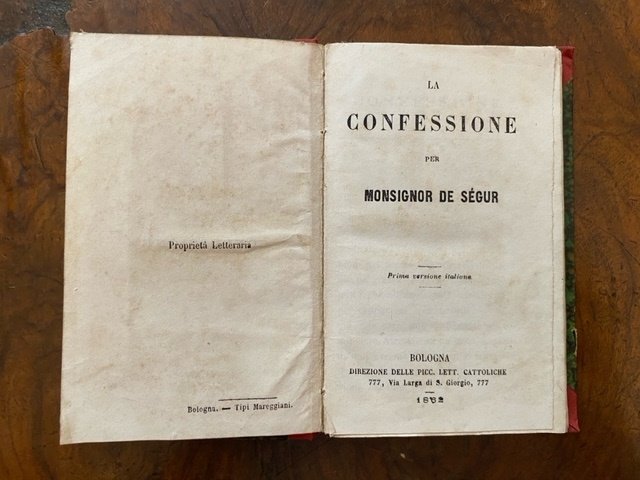 Proprietá Letteraria
Bologna. — Tipi Mareggiani.
LA
CONFESSIONE
PER
MONSIGNOR DE SÉGUR
Prima versione italiana
BOLOGNA
DIREZIONE DELLE PICC. LETT. CATTOLICHE
777, Via Larga di S. Giorgio, 777